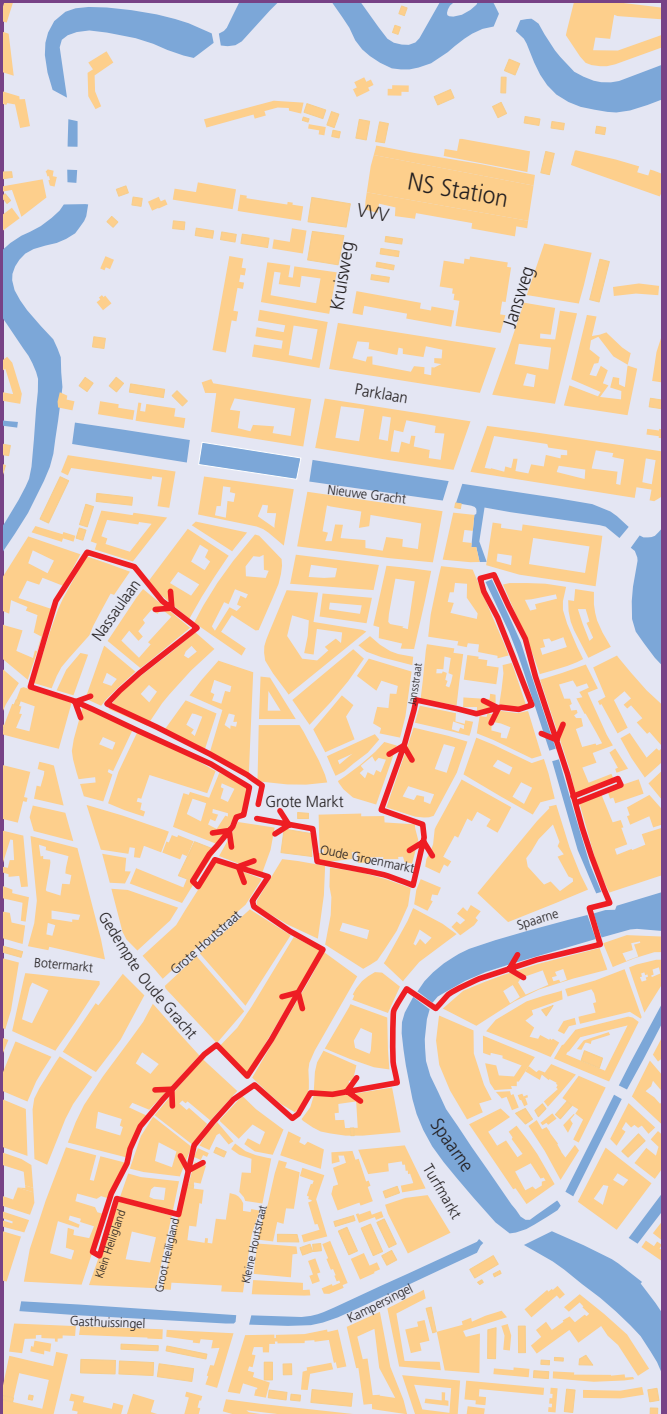 NS Station
VVV
Kruisweg
Jansweg
Parklaan
Nieuwe Gracht
Nassaulaan
Jansstraat
Grote Markt
Oude Groenmarkt
Spaarne
Grote Houtstraat
Gedempte Oude Gracht
Botermarkt
Spaarne
Turfmarkt
Klein Heiligland
Groot Heiligland
Kleine Houtstraat
Kampersingel
Gasthuissingel